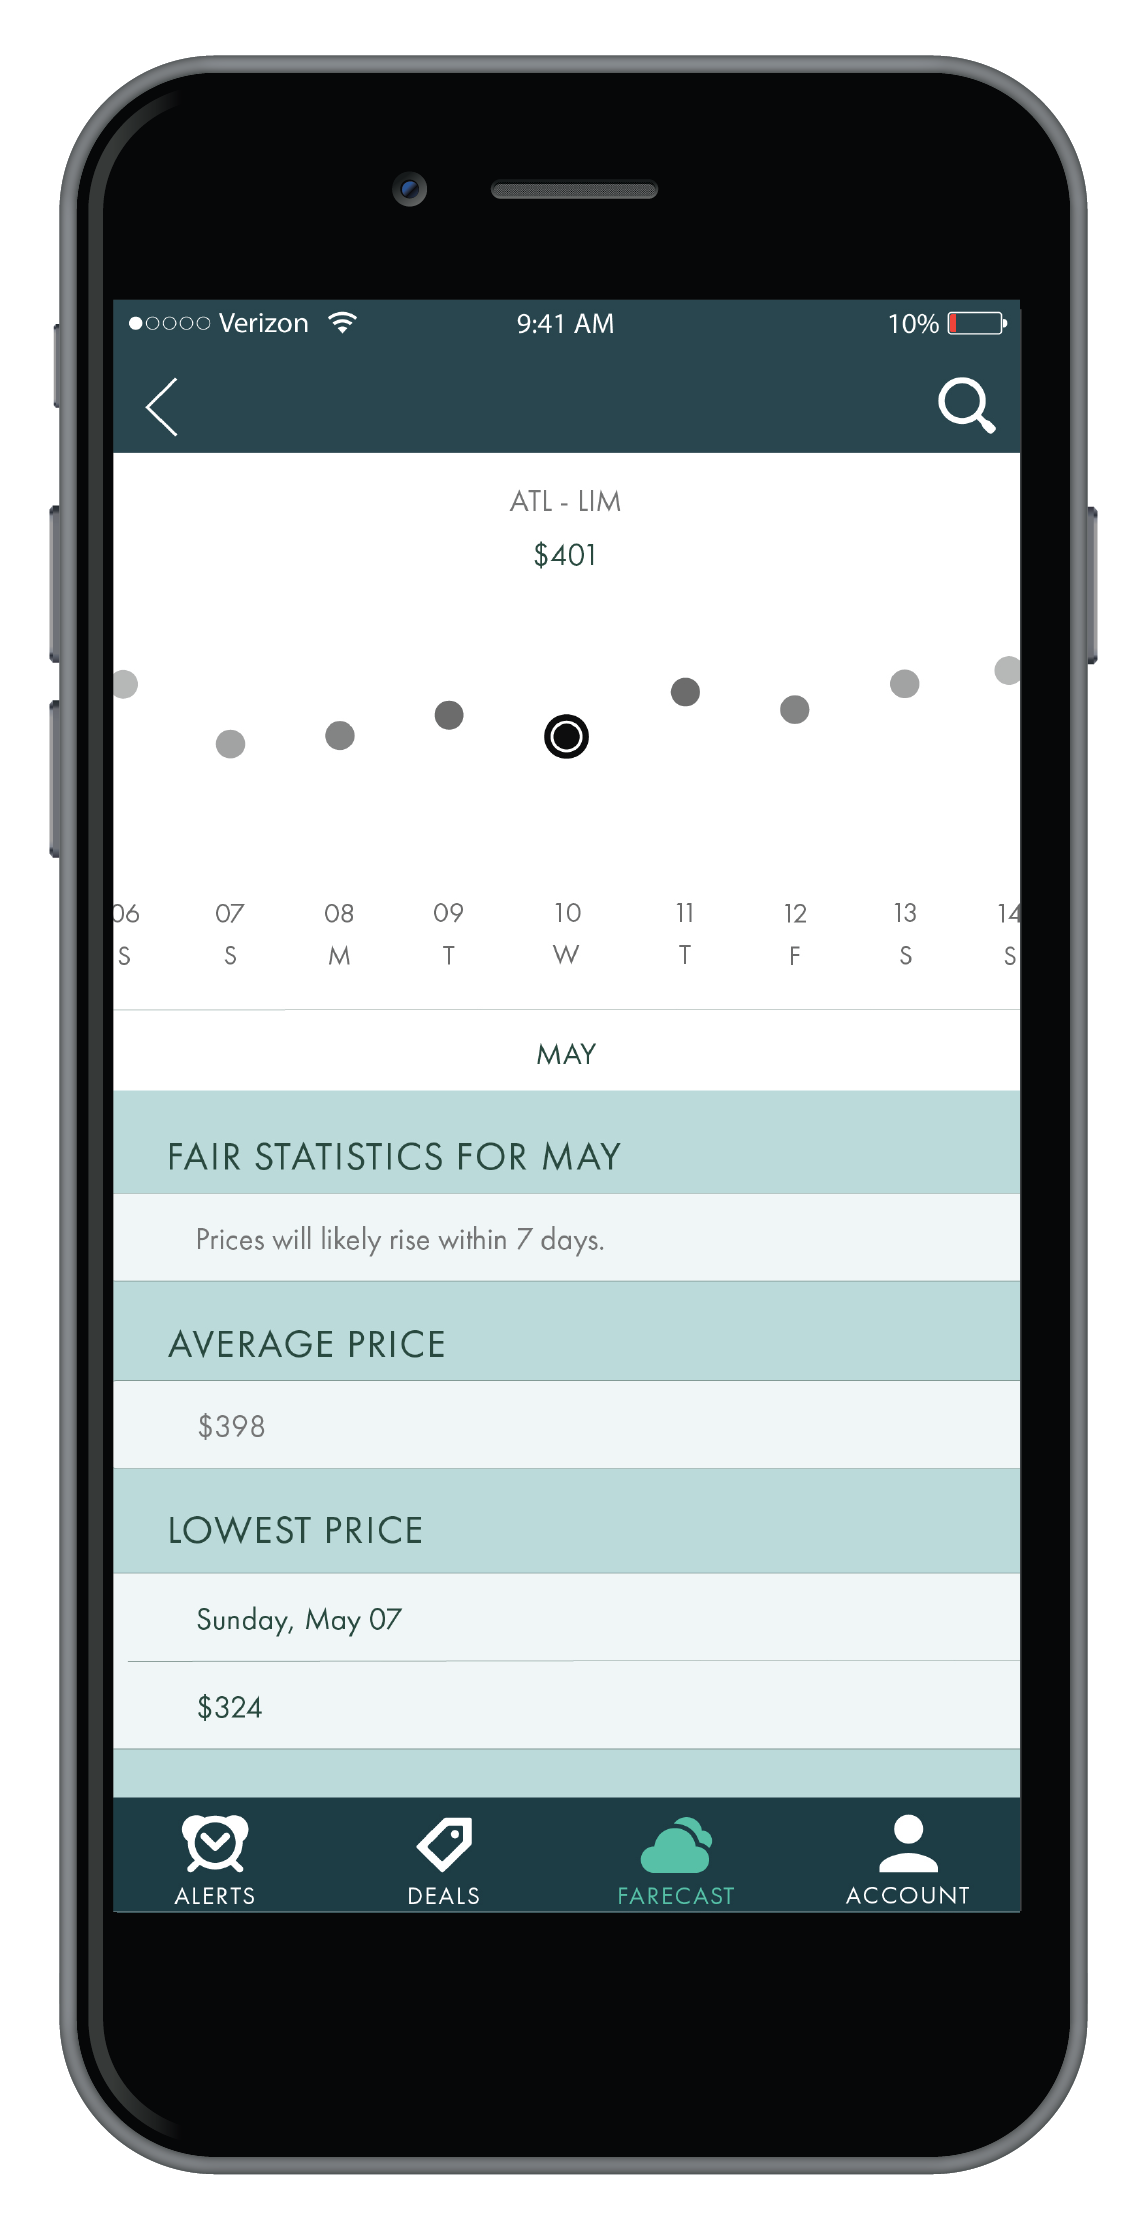 Verizon 9:41 AM 10%
ATL - LIM
$401
06 07 08 09 10 11 12 13 14
S S M T W T F S S
MAY
FAIR STATISTICS FOR MAY
Prices will likely rise within 7 days.
AVERAGE PRICE
$398
LOWEST PRICE
Sunday, May 07
$324
ALERTS DEALS FARECAST ACCOUNT